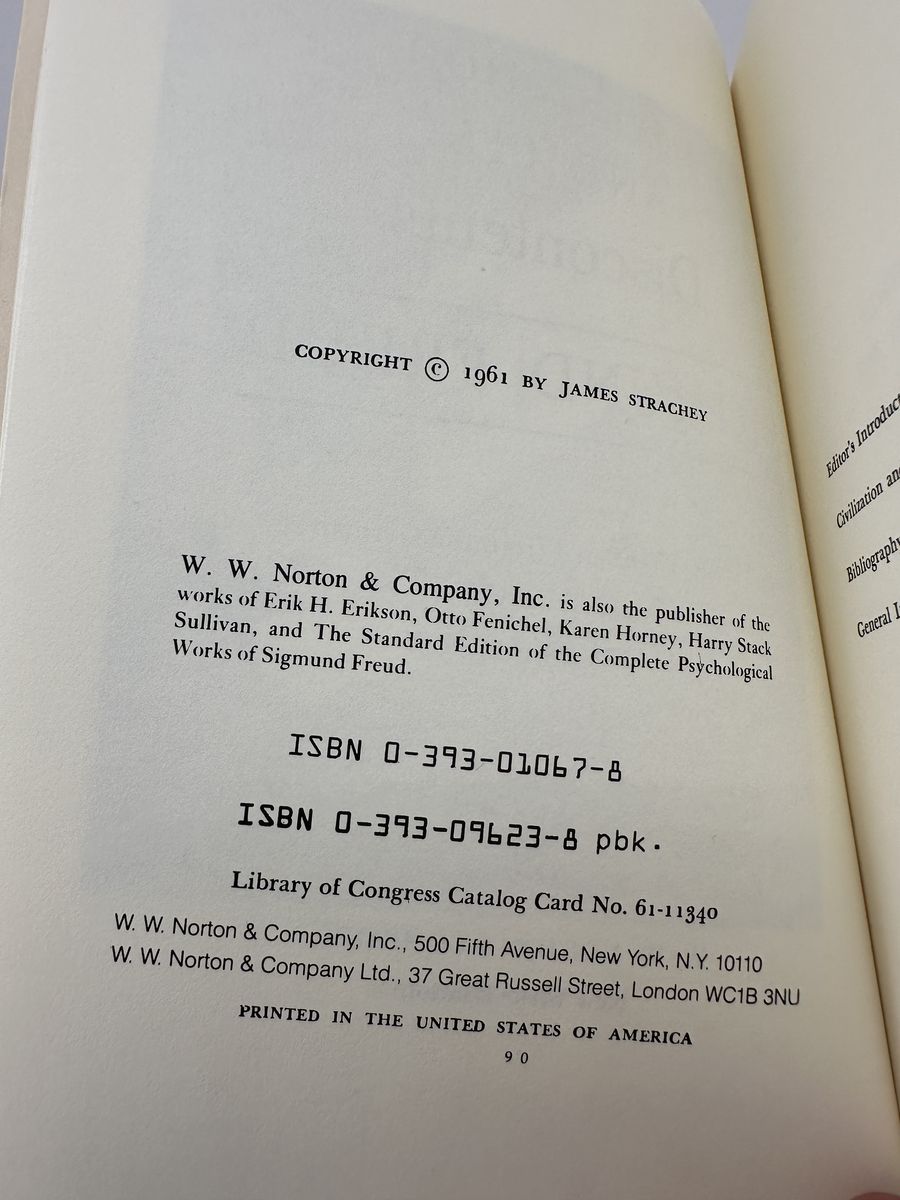 COPYRIGHT © 1961 BY JAMES STRACHEY
W. W. Norton & Company, Inc. is also the publisher of the
works of Erik H. Erikson, Otto Fenichel, Karen Horney, Harry Stack
Sullivan, and The Standard Edition of the Complete Psychological
Works of Sigmund Freud.
ISBN 0-393-01067-8
ISBN 0-393-09623-8 pbk.
Library of Congress Catalog Card No. 61-11340
W. W. Norton & Company, Inc., 500 Fifth Avenue, New York, N.Y. 10110
W. W. Norton & Company Ltd., 37 Great Russell Street, London WC1B 3NU
PRINTED IN THE UNITED STATES OF AMERICA
9 0
Editor's
Civilization
Bibliography
General